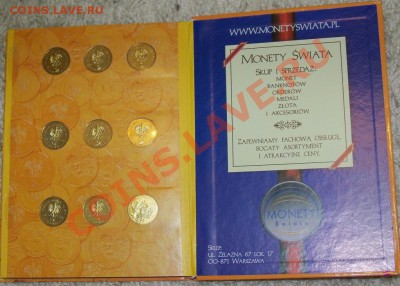 COINS.LAVE.RU
WWW.MONETYSWIATA.PL
MONETY ŚWIATA
SKUP I SPRZEDAŻ:
MONET
BANKNOTÓW
ORDERÓW
MEDALI
ZŁOTA
I AKCESORIÓW
ZAPEWNIAMY FACHOWĄ OBSŁUGĘ,
BOGATY ASORTYMENT
I ATRAKCYJNE CENY.
MONETY
Świata
SKLEP:
UL. ŻELAZNA 67 LOK. 17
00-871 WARSZAWA